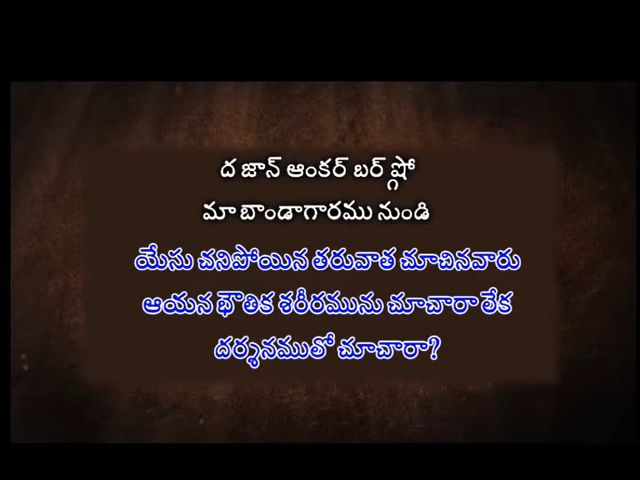 ద జాన్ ఆంకర్ బర్ గ్షో
మా బాండాగారము నుండి
యేసు చనిపోయిన తరువాత చూచినవారు
ఆయన భౌతిక శరీరమును చూచారా లేక
దర్శనములో చూచారా?